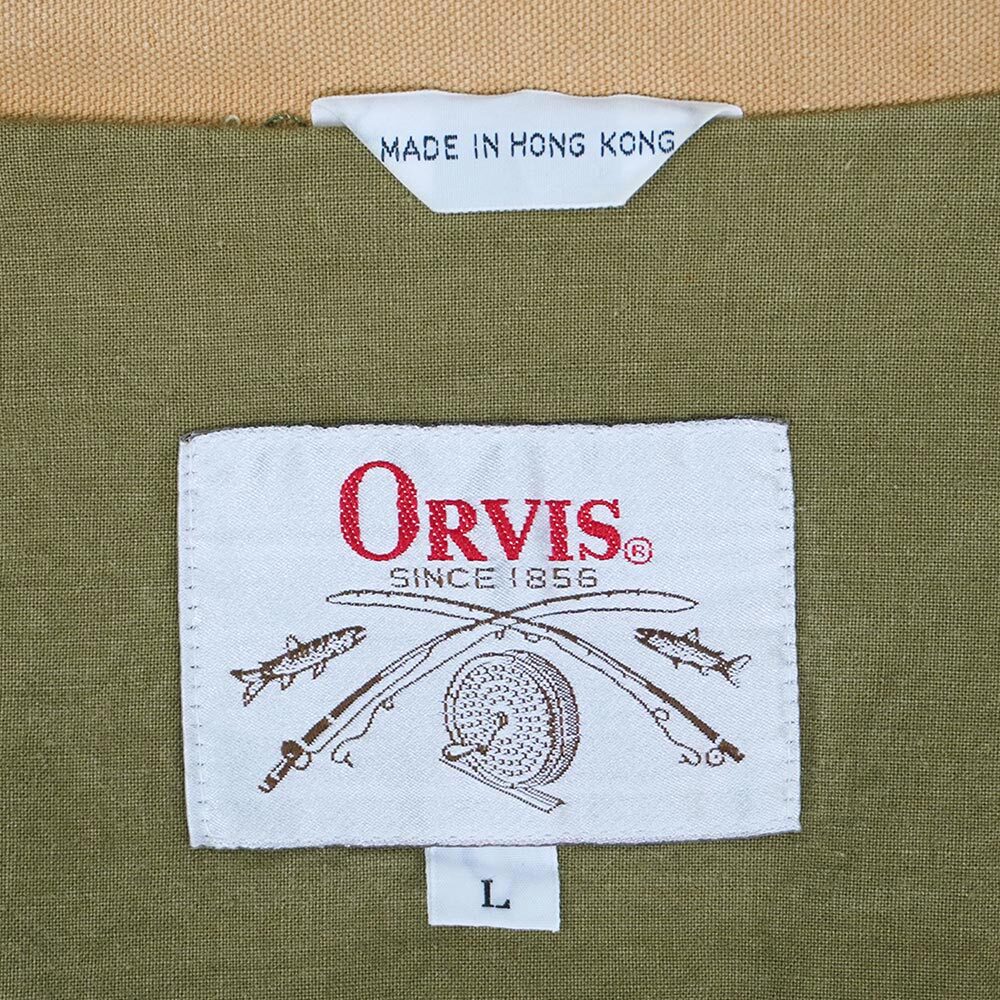 MADE IN HONG KONG
ORVIS®
SINCE 1856
L